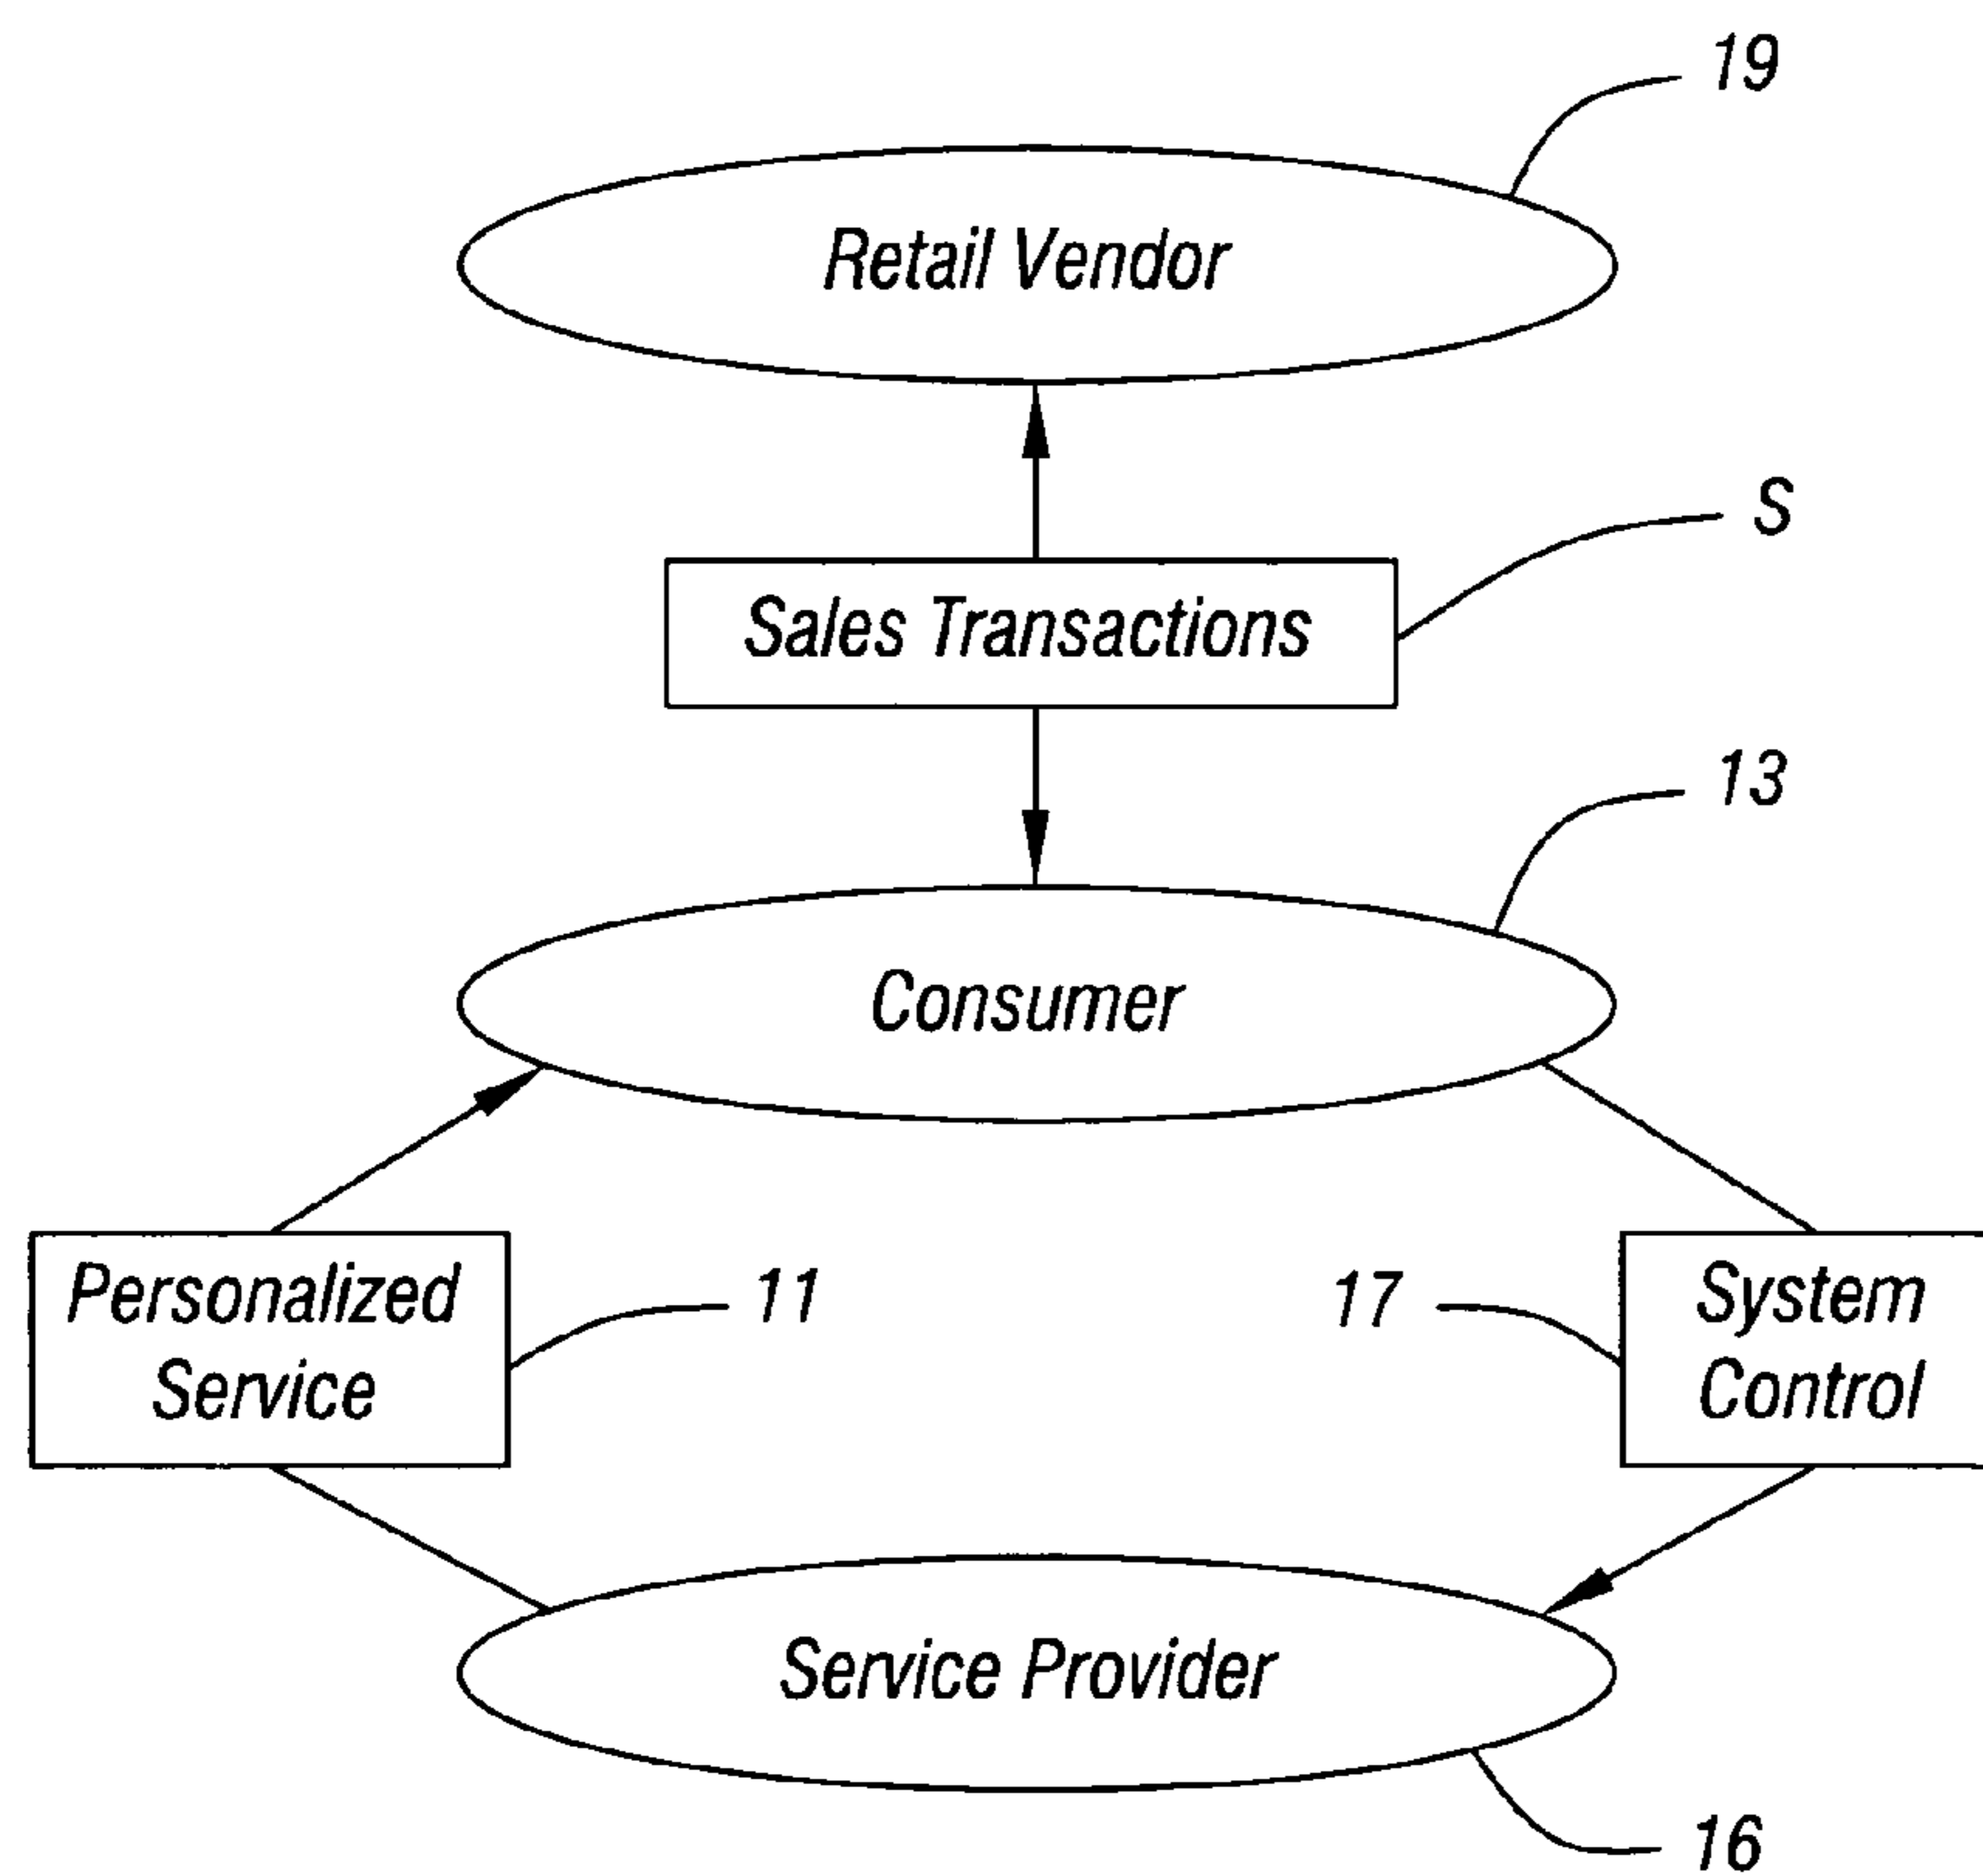 19
Retail Vendor
S
Sales Transactions
13
Consumer
Personalized
Service
11
17
System
Control
Service Provider
16